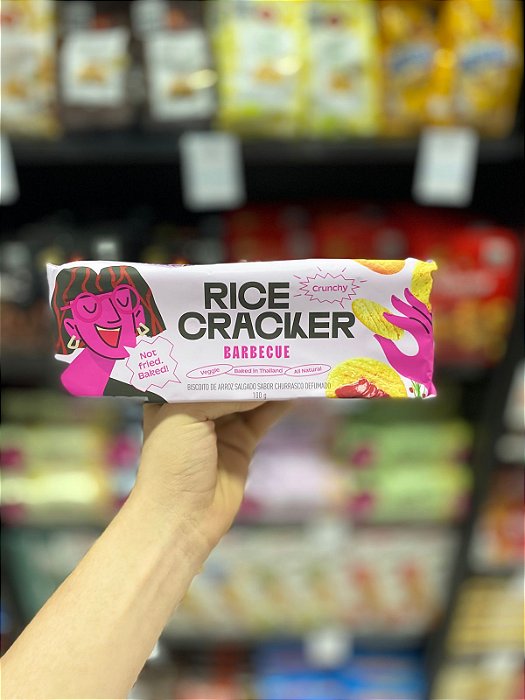 Crunchy
RICE
CRACKER
BARBECUE
Not
fried.
Baked!
Veggie
Baked in Thailand
All Natural
BISCOITO DE ARROZ SALGADO SABOR CHURRASCO DEFUMADO
100 g